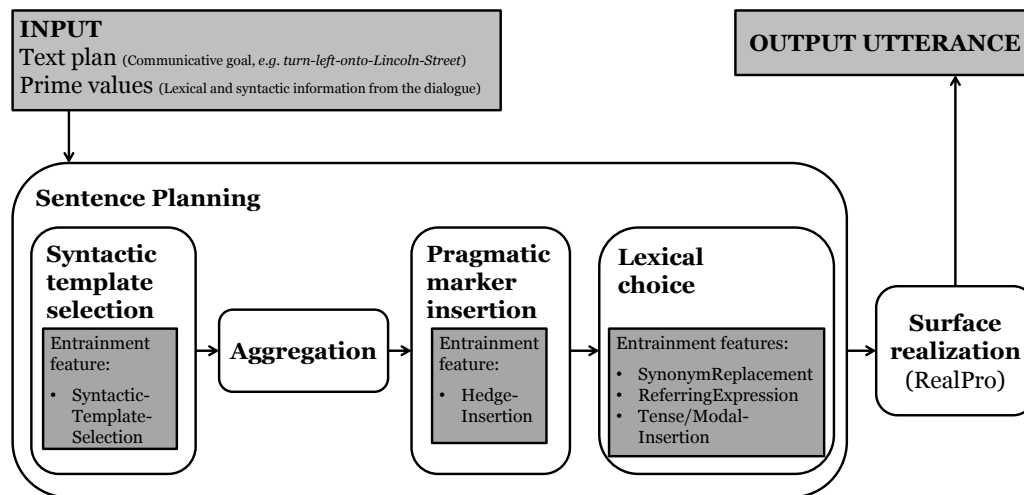 INPUT
Text plan (Communicative goal, e.g. turn-left-onto-Lincoln-Street)
Prime values (Lexical and syntactic information from the dialogue)
OUTPUT UTTERANCE
Sentence Planning
Syntactic
template
selection
Entrainment
feature:
• Syntactic-
Template-
Selection
Aggregation
Pragmatic
marker
insertion
Entrainment
feature:
• Hedge-
Insertion
Lexical
choice
Entrainment features:
• SynonymReplacement
• ReferringExpression
• Tense/Modal-
Insertion
Surface
realization
(RealPro)